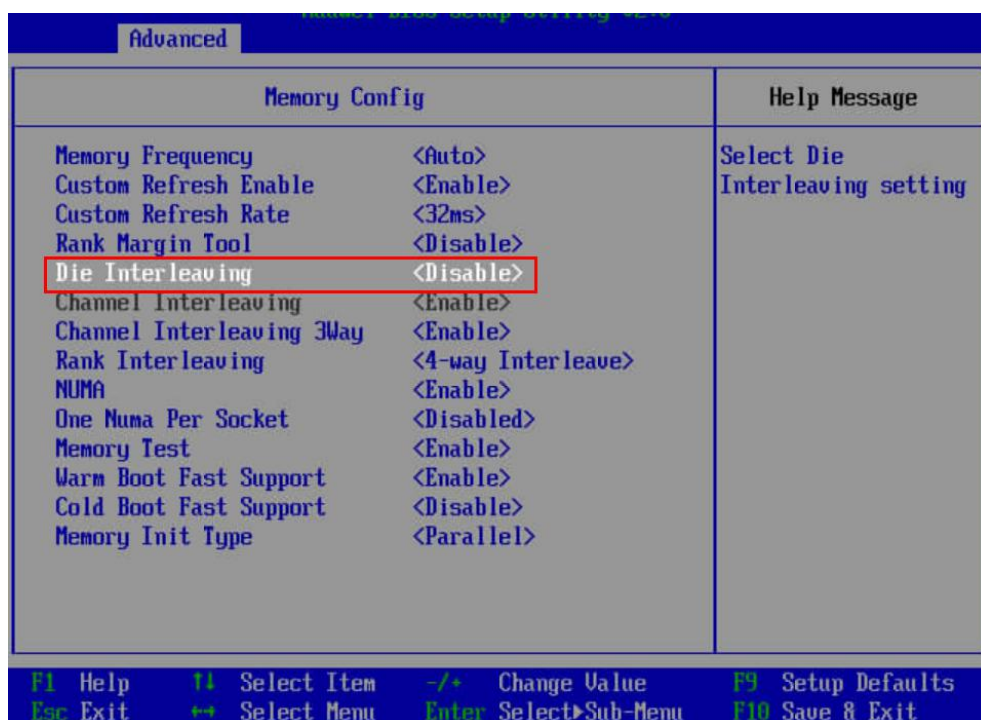 Advanced
Memory Config
Help Message
Memory Frequency <Auto>
Select Die
Custom Refresh Enable <Enable>
Interleaving setting
Custom Refresh Rate <32ms>
Rank Margin Tool <Disable>
Die Interleaving <Disable>
Channel Interleaving <Enable>
Channel Interleaving 3Way <Enable>
Rank Interleaving <4-way Interleave>
NUMA <Enable>
One Numa Per Socket <Disabled>
Memory Test <Enable>
Warm Boot Fast Support <Enable>
Cold Boot Fast Support <Disable>
Memory Init Type <Parallel>
F1 Help ↑↓ Select Item -/+ Change Value F9 Setup Defaults
Esc Exit ←→ Select Menu Enter Select▶Sub-Menu F10 Save & Exit